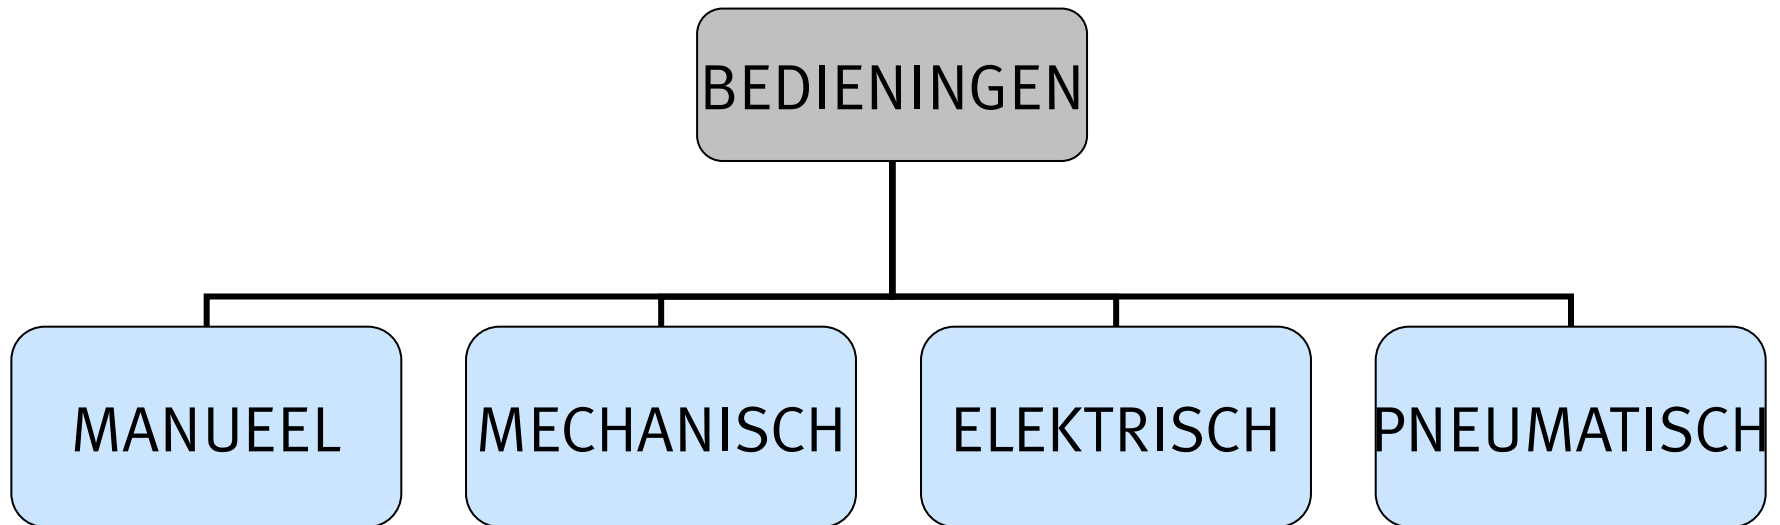 BEDIENINGEN
MANUEEL
MECHANISCH
ELEKTRISCH
PNEUMATISCH